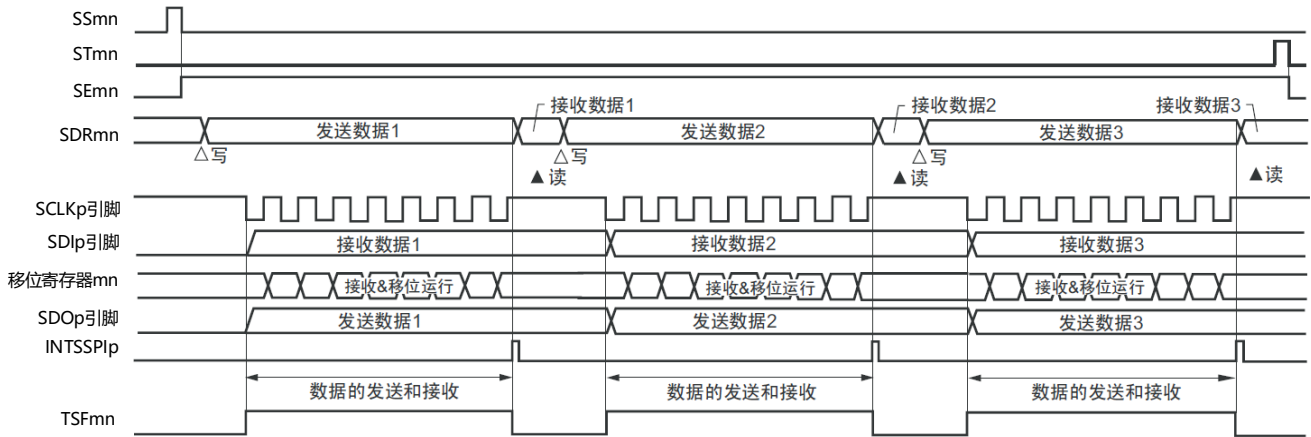 SSmn
STmn
SEmn
接收数据1 接收数据2 接收数据3
SDRmn 发送数据1 发送数据2 发送数据3
△写 △写 △写
▲读 ▲读 ▲读
SCLKp引脚
SDIp引脚 接收数据1 接收数据2 接收数据3
移位寄存器mn 接收&移位运行 接收&移位运行 接收&移位运行
SDOp引脚 发送数据1 发送数据2 发送数据3
INTSSPIp
数据的发送和接收 数据的发送和接收 数据的发送和接收
TSFmn